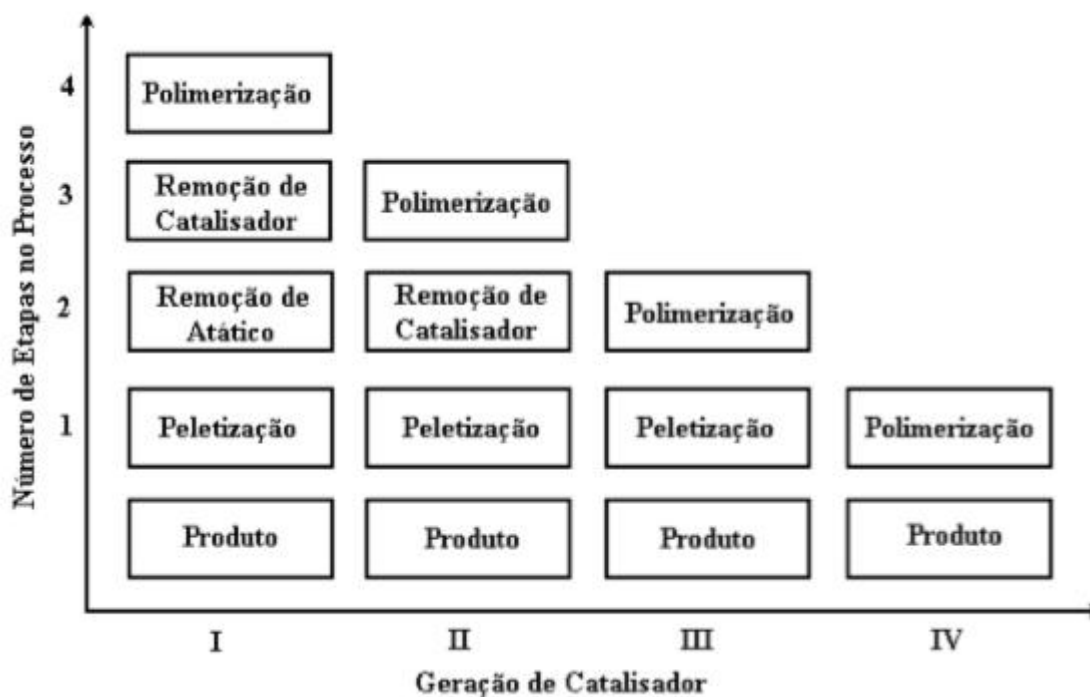 Número de Etapas no Processo
4
Polimerização
3
Remoção de
Catalisador
Polimerização
2
Remoção de
Atático
Remoção de
Catalisador
Polimerização
1
Peletização
Peletização
Peletização
Polimerização
Produto
Produto
Produto
Produto
I
II
III
IV
Geração de Catalisador